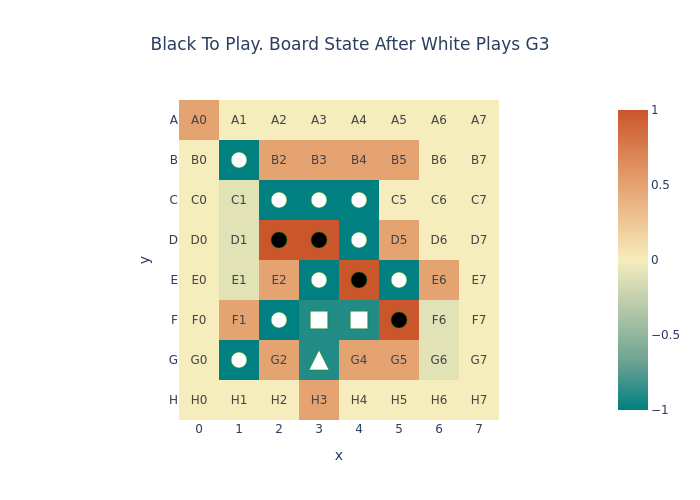 Black To Play. Board State After White Plays G3
A A0 A1 A2 A3 A4 A5 A6 A7
B B0 B2 B3 B4 B5 B6 B7
C C0 C1 C5 C6 C7
D D0 D1 D5 D6 D7
E E0 E1 E2 E6 E7
F F0 F1 F6 F7
G G0 G2 G4 G5 G6 G7
H H0 H1 H2 H3 H4 H5 H6 H7
0 1 2 3 4 5 6 7
x
y
1
0.5
0
−0.5
−1